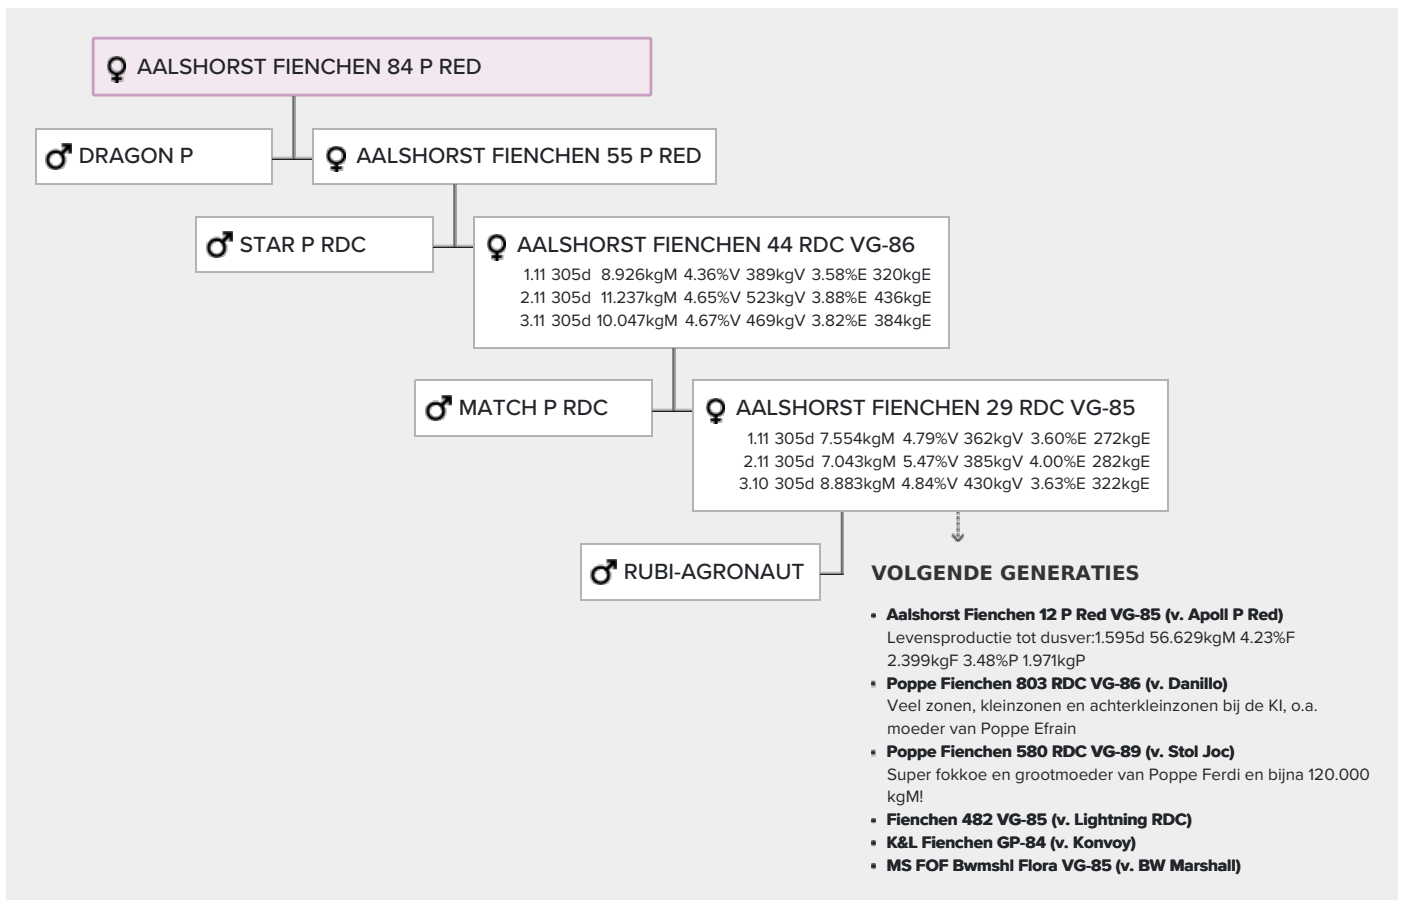 AALSHORST FIENCHEN 84 P RED
DRAGON P
AALSHORST FIENCHEN 55 P RED
STAR P RDC
AALSHORST FIENCHEN 44 RDC VG-86
1.11 305d 8.926kgM 4.36%V 389kgV 3.58%E 320kgE
2.11 305d 11.237kgM 4.65%V 523kgV 3.88%E 436kgE
3.11 305d 10.047kgM 4.67%V 469kgV 3.82%E 384kgE
MATCH P RDC
AALSHORST FIENCHEN 29 RDC VG-85
1.11 305d 7.554kgM 4.79%V 362kgV 3.60%E 272kgE
2.11 305d 7.043kgM 5.47%V 385kgV 4.00%E 282kgE
3.10 305d 8.883kgM 4.84%V 430kgV 3.63%E 322kgE
RUBI-AGRONAUT
VOLGENDE GENERATIES
Aalshorst Fienchen 12 P Red VG-85 (v. Apoll P Red)
Levensproductie tot dusver:1.595d 56.629kgM 4.23%F
2.399kgF 3.48%P 1.971kgP
Poppe Fienchen 803 RDC VG-86 (v. Danillo)
Veel zonen, kleinzonen en achterkleinzonen bij de KI, o.a.
moeder van Poppe Efrain
Poppe Fienchen 580 RDC VG-89 (v. Stol Joc)
Super fokkoe en grootmoeder van Poppe Ferdi en bijna 120.000
kgM!
Fienchen 482 VG-85 (v. Lightning RDC)
K&L Fienchen GP-84 (v. Konvoy)
MS FOF Bwmshl Flora VG-85 (v. BW Marshall)